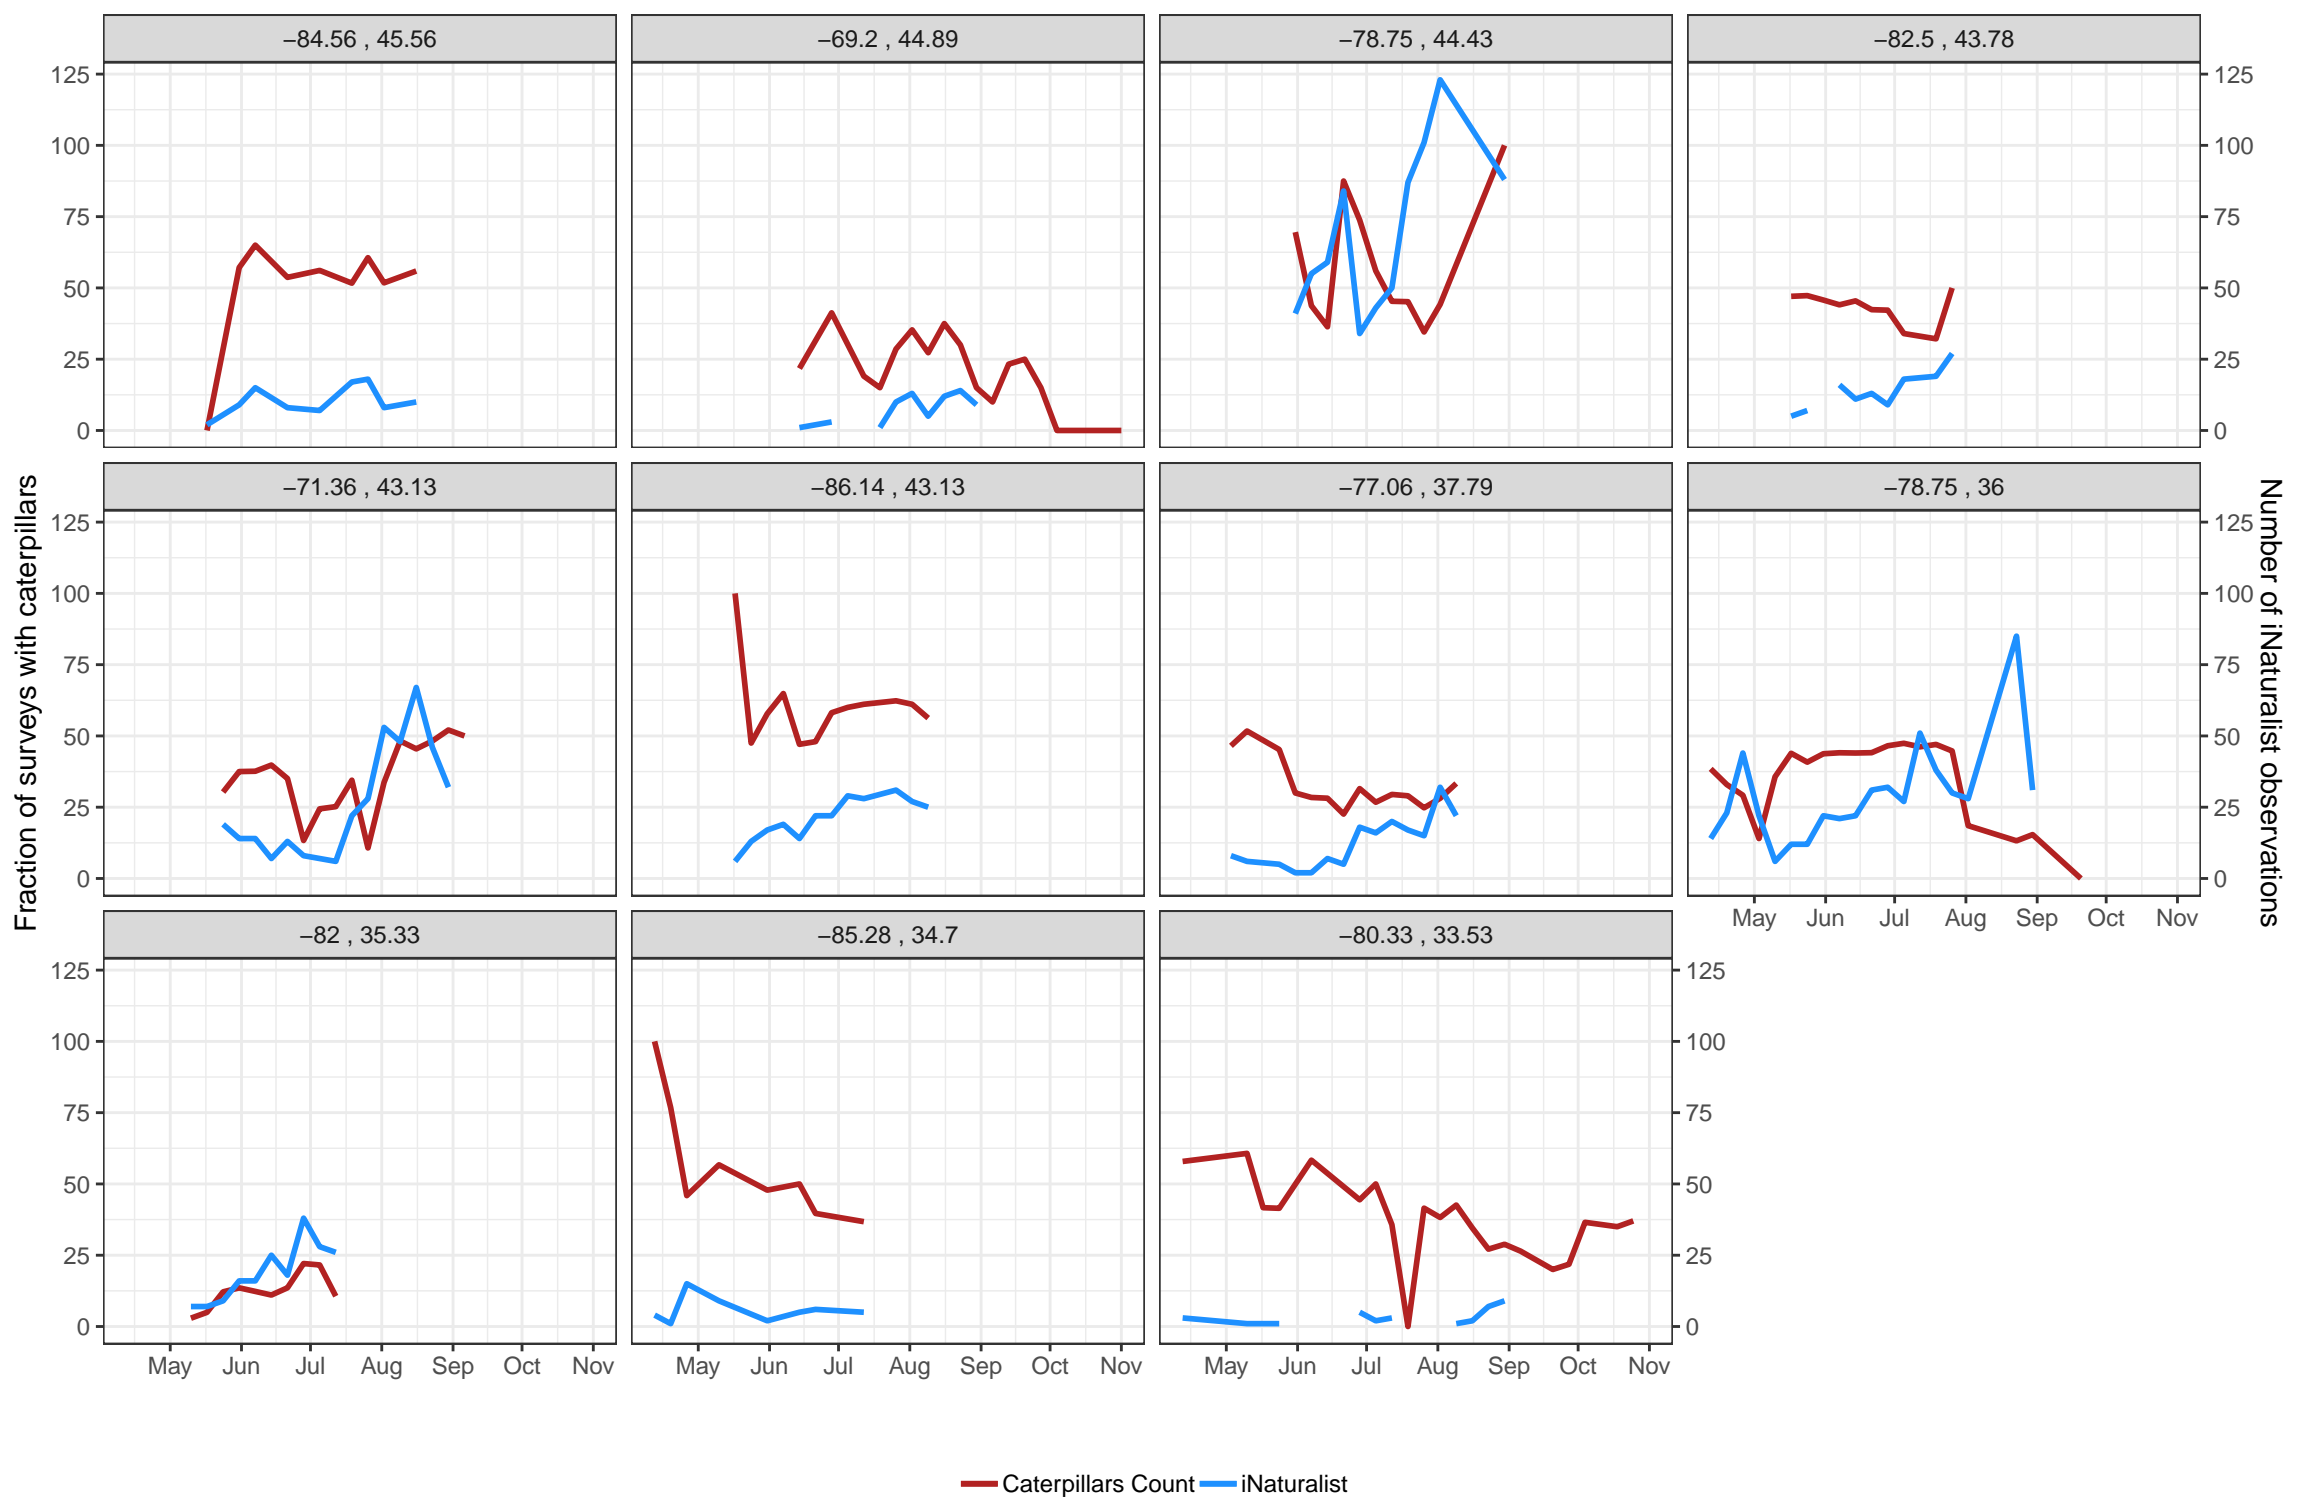 −84.56 , 45.56
−69.2 , 44.89
−78.75 , 44.43
−82.5 , 43.78
125
100
75
50
25
0
125
100
75
50
25
0
−71.36 , 43.13
−86.14 , 43.13
−77.06 , 37.79
−78.75 , 36
125
100
75
50
25
0
125
100
75
50
25
0
May Jun Jul Aug Sep Oct Nov
Fraction of surveys with caterpillars
Number of iNaturalist observations
−82 , 35.33
−85.28 , 34.7
−80.33 , 33.53
125
100
75
50
25
0
125
100
75
50
25
0
May Jun Jul Aug Sep Oct Nov
May Jun Jul Aug Sep Oct Nov
May Jun Jul Aug Sep Oct Nov
Caterpillars Count iNaturalist